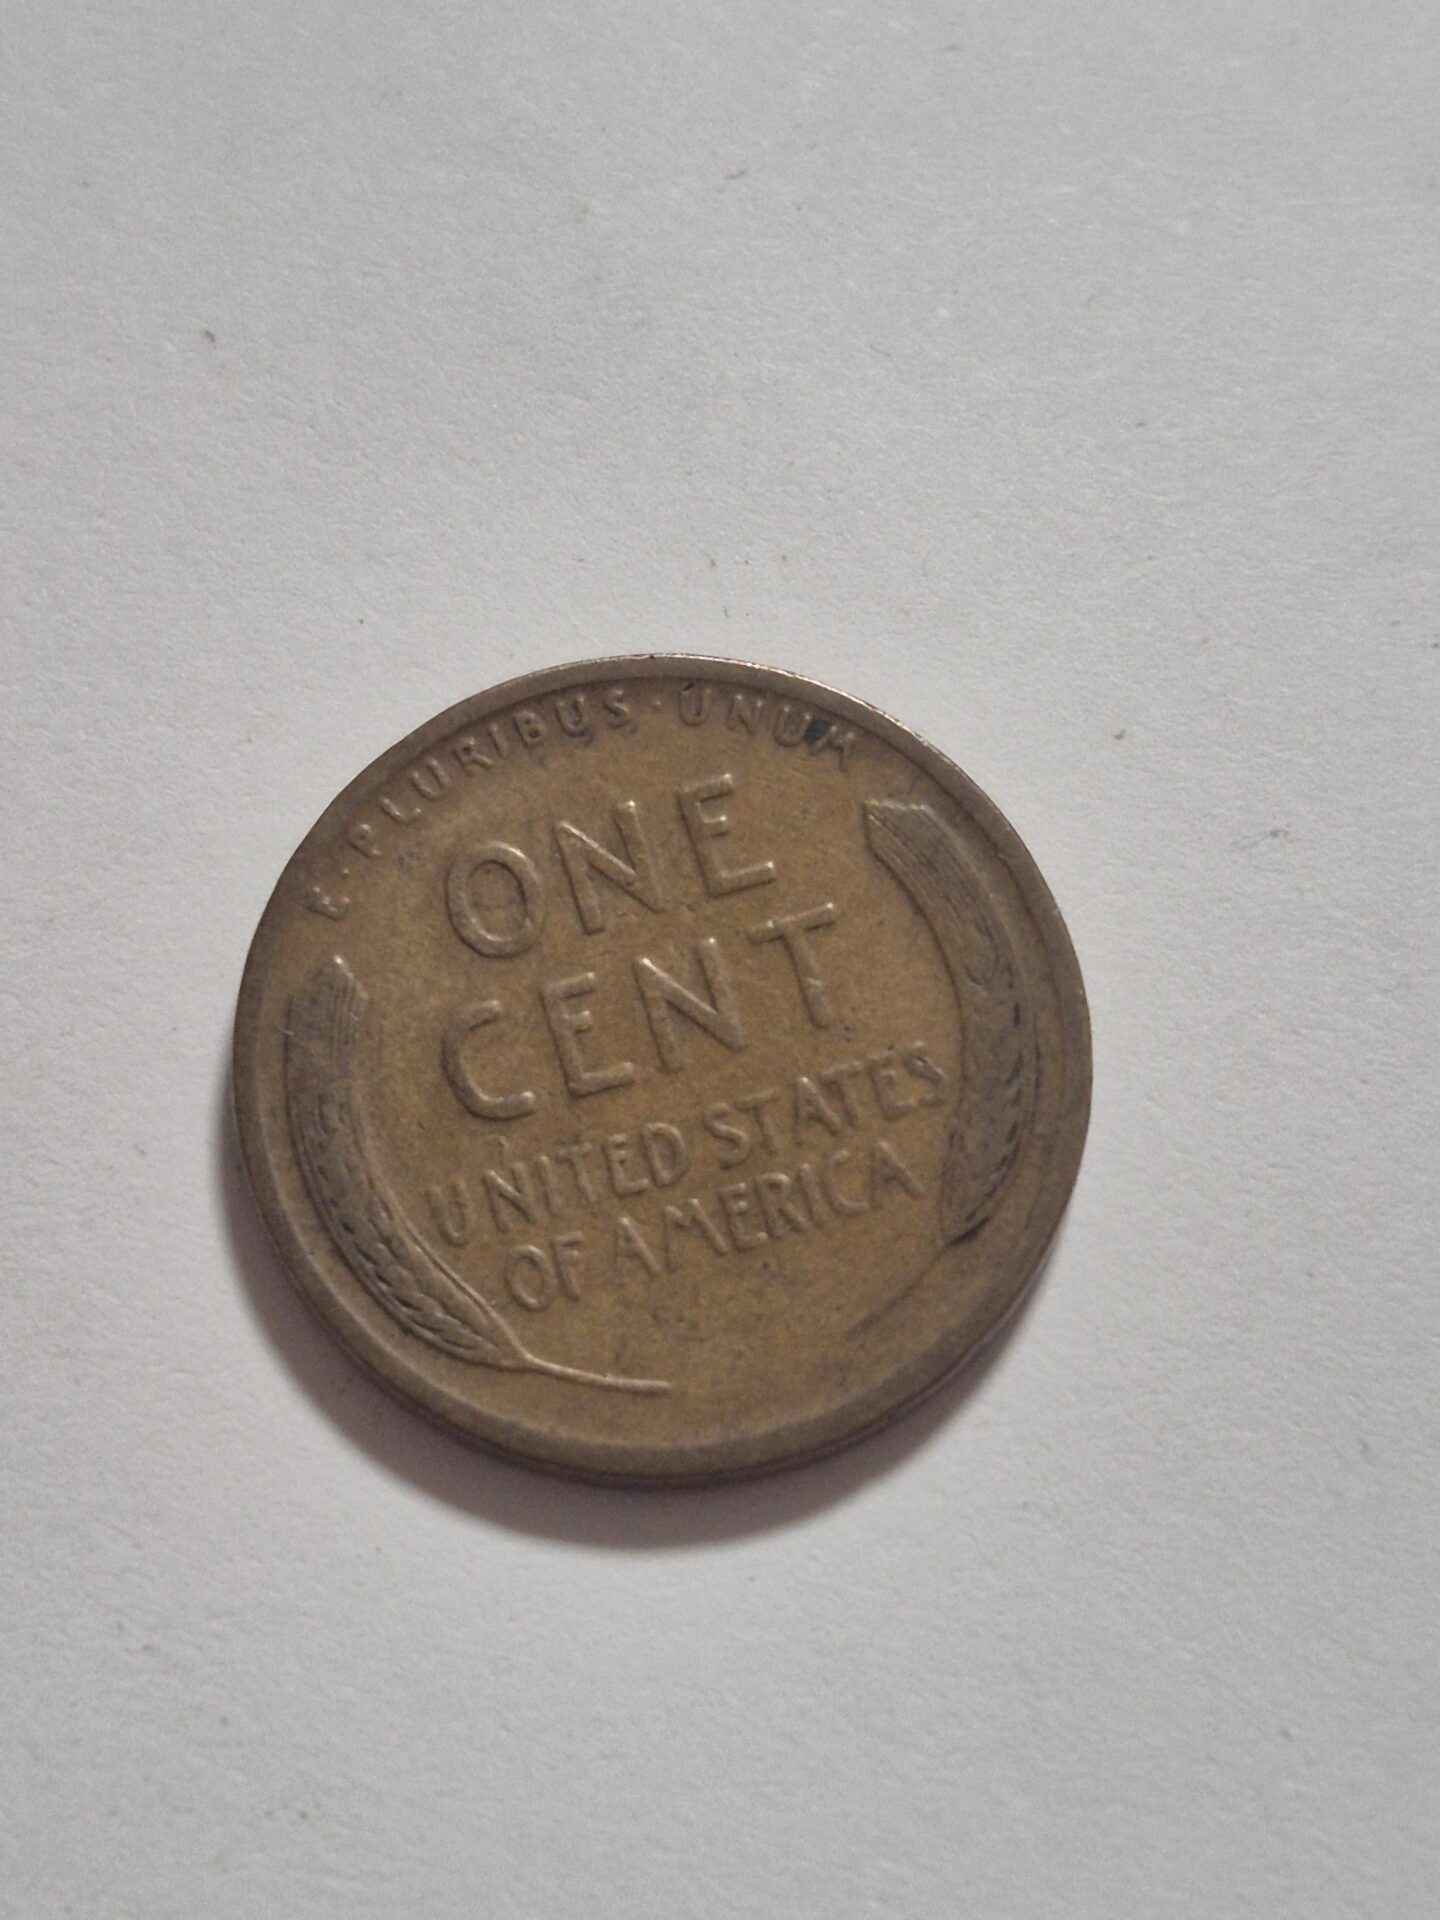 E·PLURIBUS·UNUM
ONE
CENT
UNITED STATES
OF AMERICA